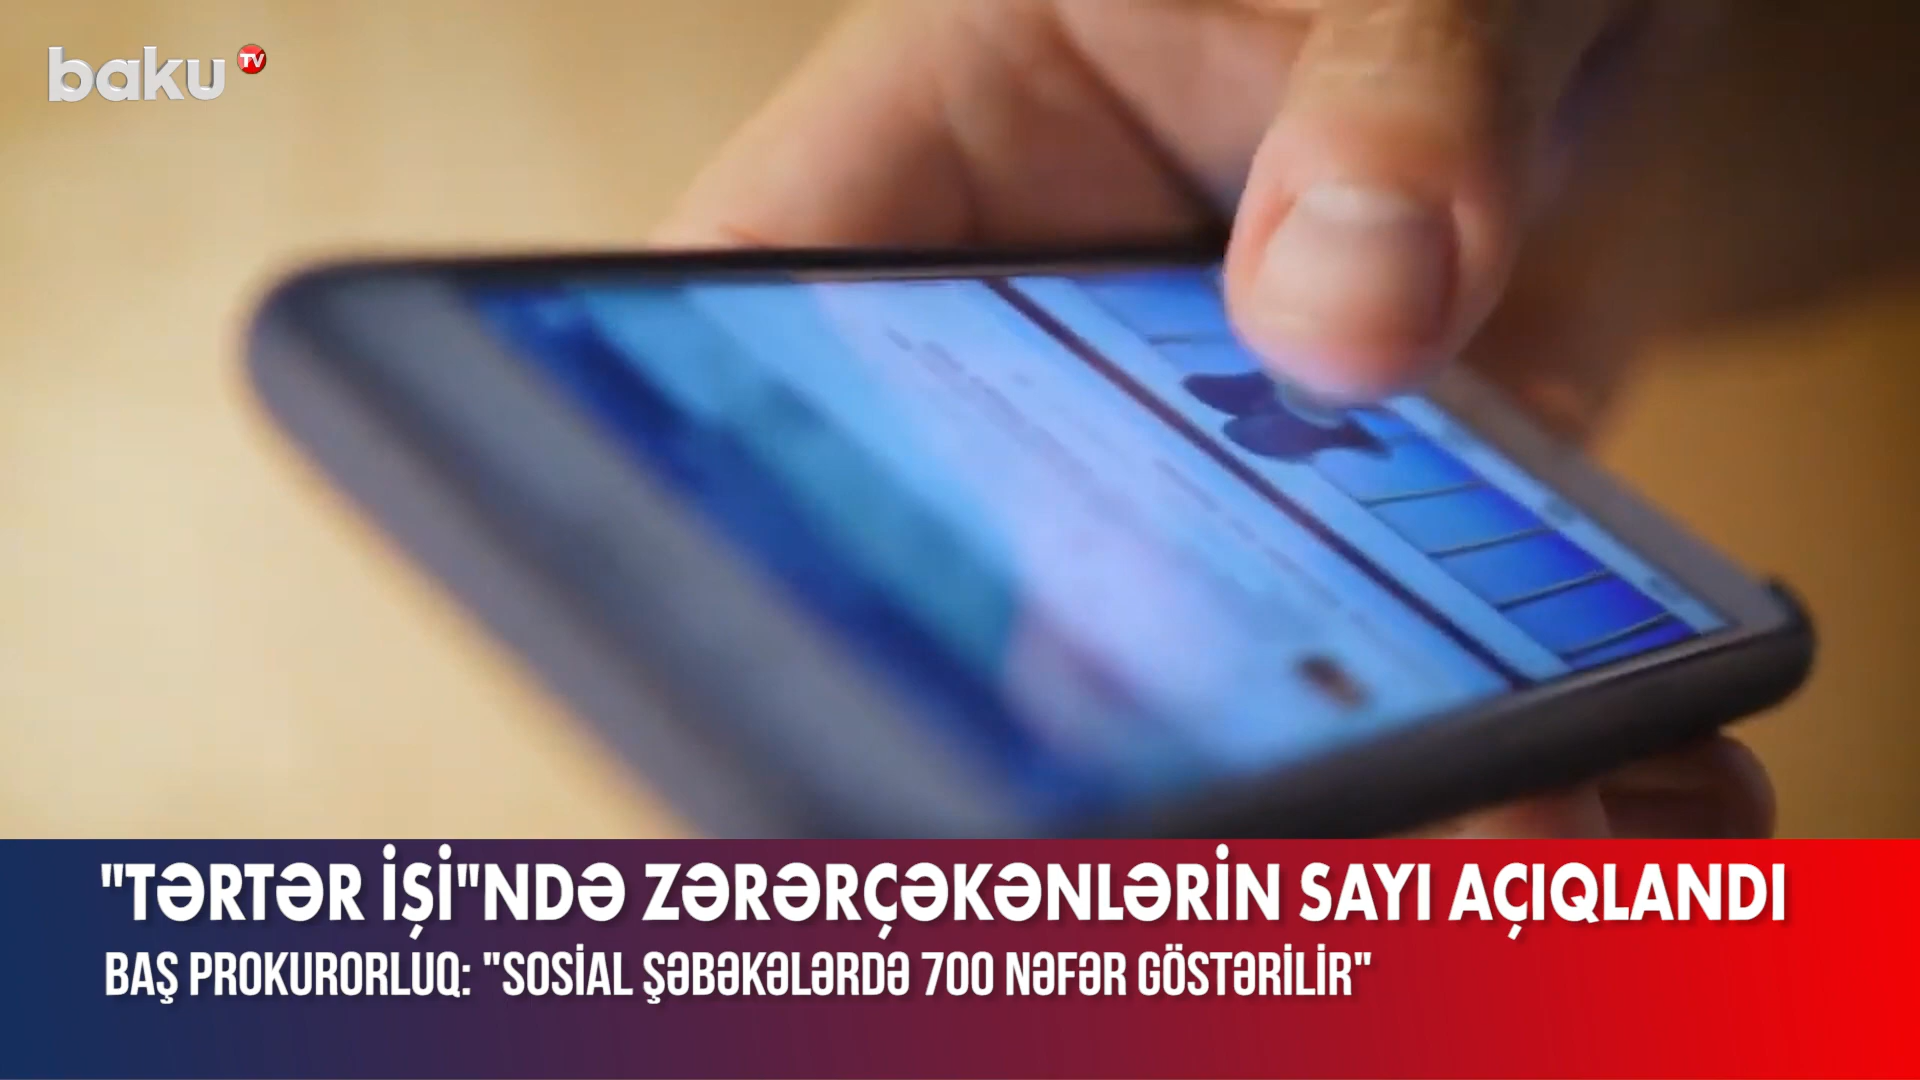 baku TV
"TƏRTƏR İŞİ"NDƏ ZƏRƏRÇƏKƏNLƏRİN SAYI AÇIQLANDI
BAŞ PROKURORLUQ: "SOSİAL ŞƏBƏKƏLƏRDƏ 700 NƏFƏR GÖSTƏRİLİR"